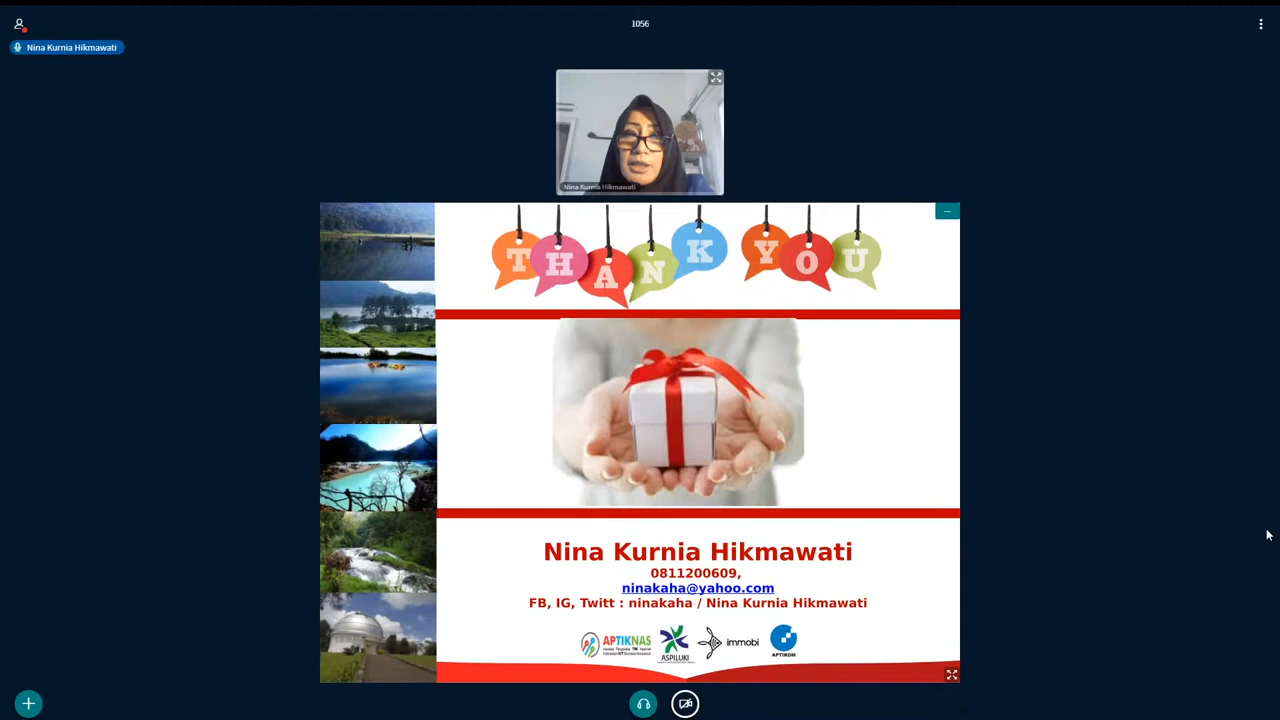 1056
Nina Kurnia Hikmawati
Nina Kurnia Hikmawati
THANK YOU
Nina Kurnia Hikmawati
0811200609,
ninakaha@yahoo.com
FB, IG, Twitt : ninakaha / Nina Kurnia Hikmawati
APTIKNAS
ASPILUKI
immobi
APTIKOM